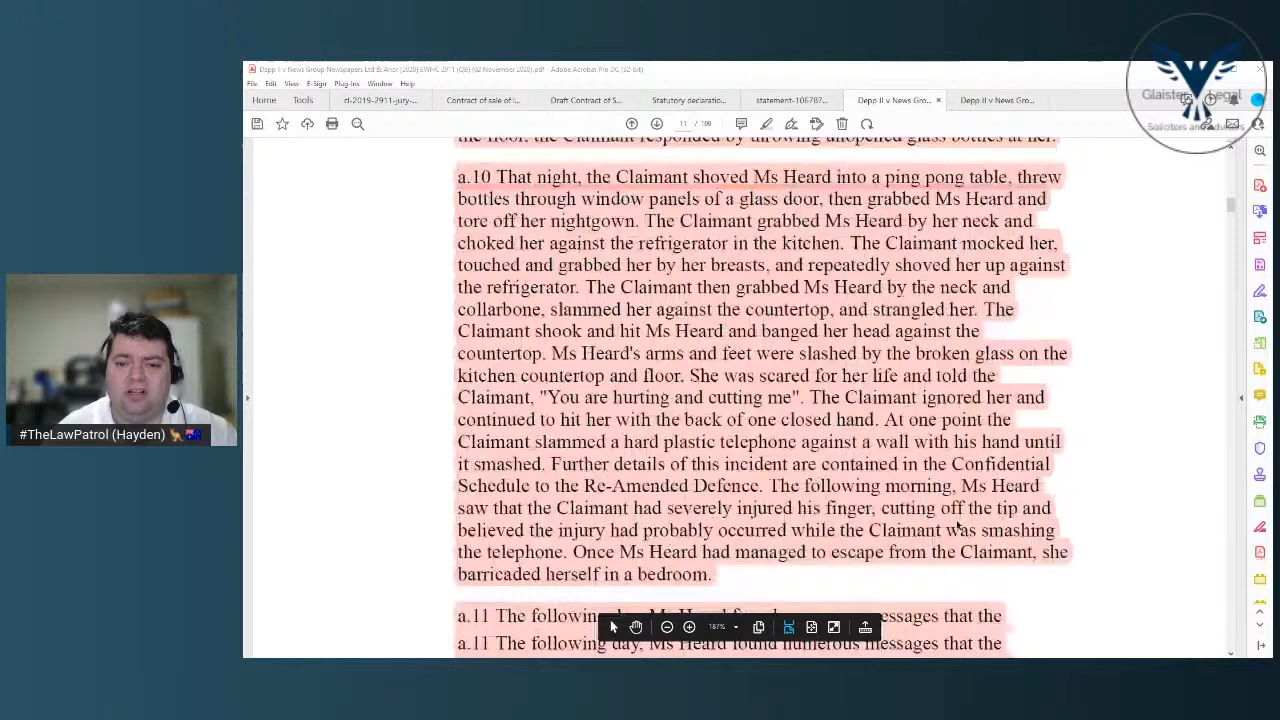 Depp II v News Group Newspapers Ltd & Anor [2020] EWHC 2911 (QB) (02 November 2020).pdf - Adobe Acrobat Pro DC (32-bit)
File Edit View E-Sign Plug-Ins Window Help
Home Tools cl-2019-2911-jury-... Contract of sale of l... Draft Contract of S... Statutory declaratio... statement-106787... Depp II v News Gro... × Depp II v News Gro...
11 / 109
Glaister Legal
Solicitors and advisors
the floor, the Claimant responded by throwing unopened glass bottles at her.
a.10 That night, the Claimant shoved Ms Heard into a ping pong table, threw
bottles through window panels of a glass door, then grabbed Ms Heard and
tore off her nightgown. The Claimant grabbed Ms Heard by her neck and
choked her against the refrigerator in the kitchen. The Claimant mocked her,
touched and grabbed her by her breasts, and repeatedly shoved her up against
the refrigerator. The Claimant then grabbed Ms Heard by the neck and
collarbone, slammed her against the countertop, and strangled her. The
Claimant shook and hit Ms Heard and banged her head against the
countertop. Ms Heard's arms and feet were slashed by the broken glass on the
kitchen countertop and floor. She was scared for her life and told the
Claimant, "You are hurting and cutting me". The Claimant ignored her and
continued to hit her with the back of one closed hand. At one point the
Claimant slammed a hard plastic telephone against a wall with his hand until
it smashed. Further details of this incident are contained in the Confidential
Schedule to the Re-Amended Defence. The following morning, Ms Heard
saw that the Claimant had severely injured his finger, cutting off the tip and
believed the injury had probably occurred while the Claimant was smashing
the telephone. Once Ms Heard had managed to escape from the Claimant, she
barricaded herself in a bedroom.
a.11 The following messages that the
187%
a.11 The following day, Ms Heard found numerous messages that the
#TheLawPatrol (Hayden) 🦘🇦🇺